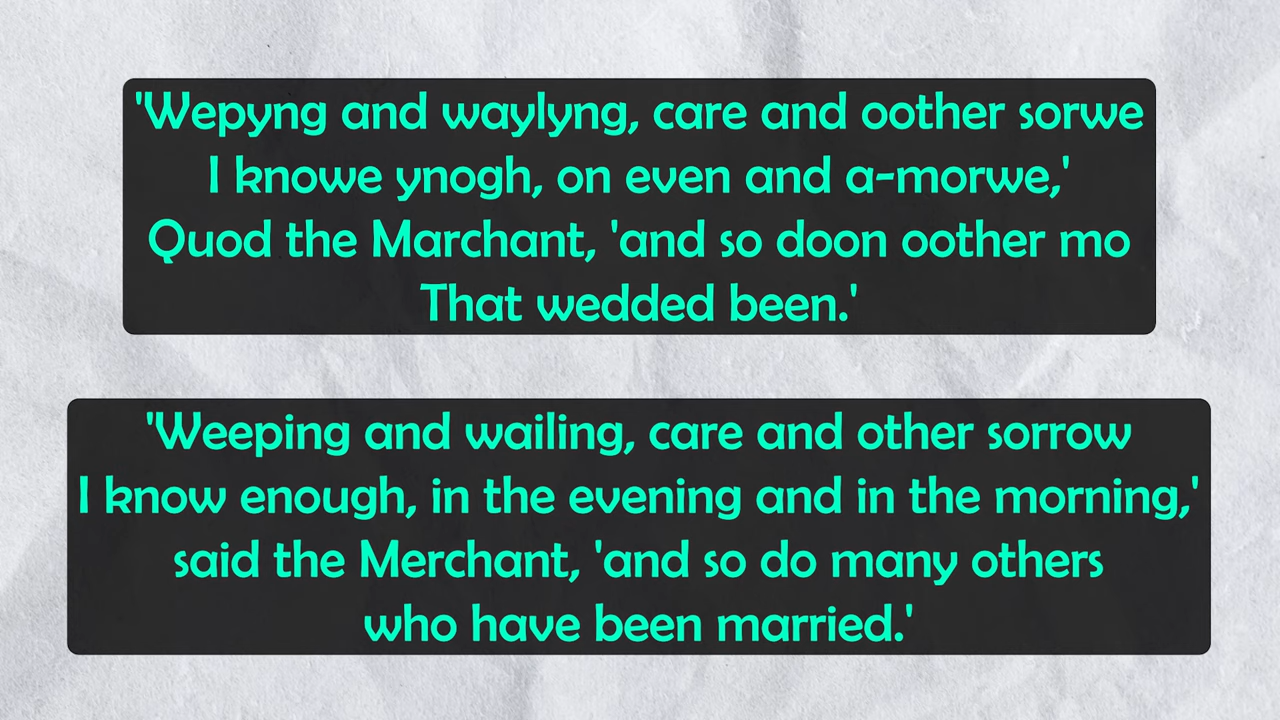 'Wepyng and waylyng, care and oother sorwe
I knowe ynogh, on even and a-morwe,'
Quod the Marchant, 'and so doon oother mo
That wedded been.'
'Weeping and wailing, care and other sorrow
I know enough, in the evening and in the morning,'
said the Merchant, 'and so do many others
who have been married.'